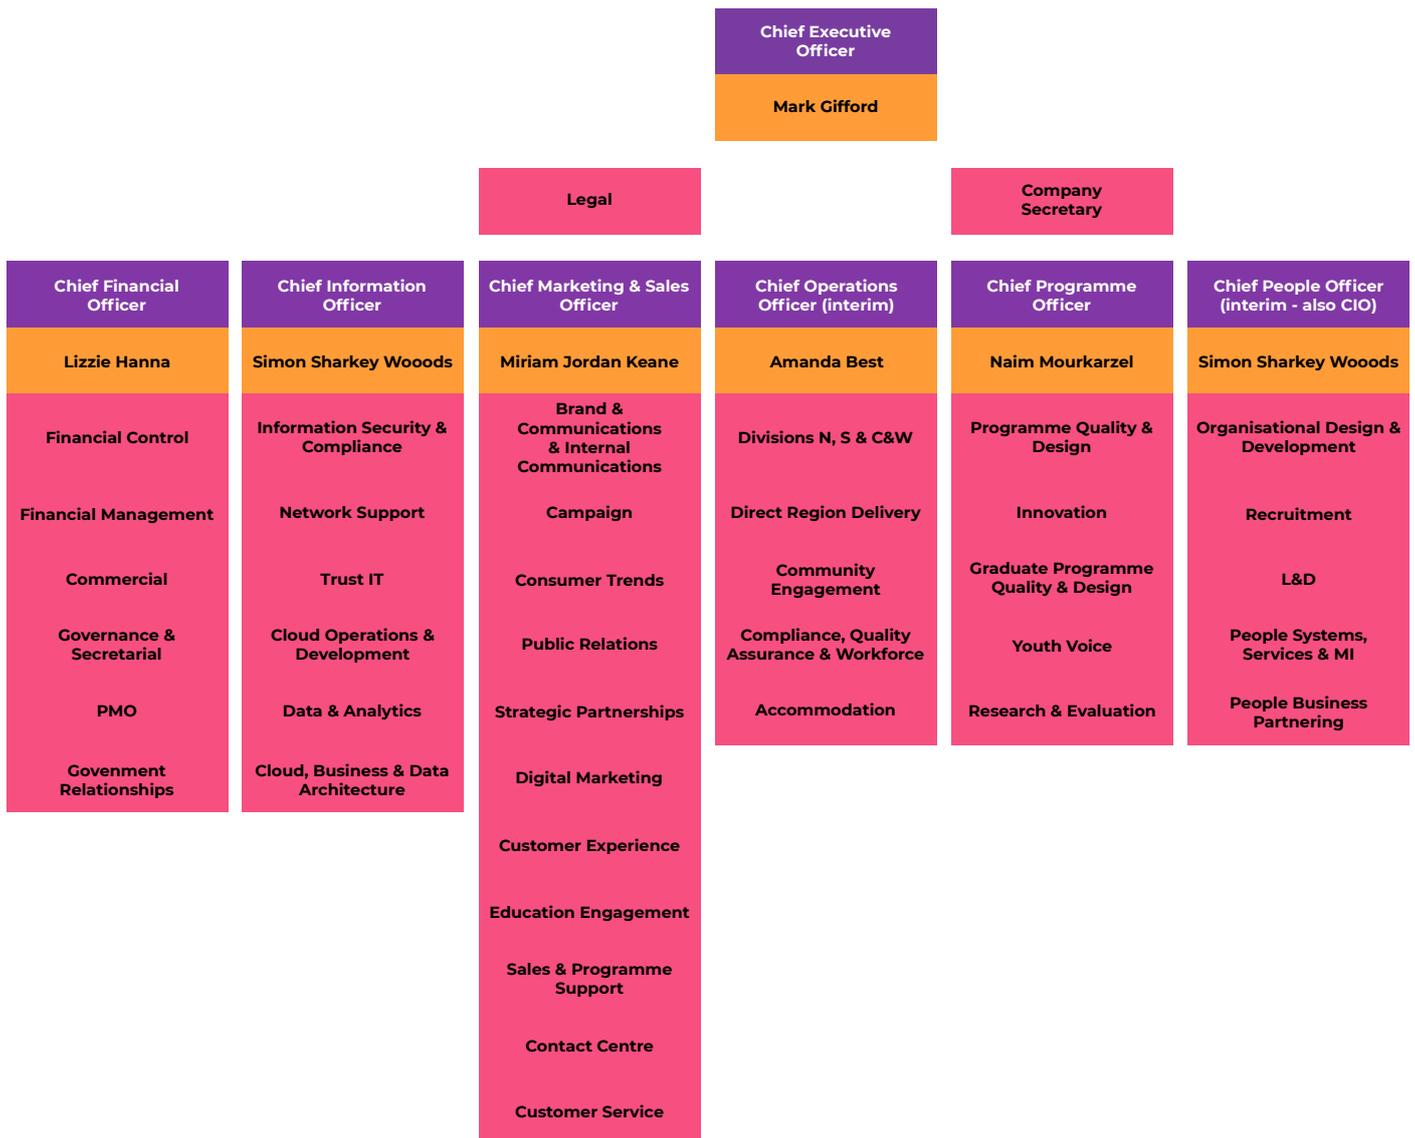 Chief Executive
Officer
Mark Gifford
Legal
Company
Secretary
Chief Financial
Officer
Lizzie Hanna
Financial Control
Financial Management
Commercial
Governance &
Secretarial
PMO
Govenment
Relationships
Chief Information
Officer
Simon Sharkey Wooods
Information Security &
Compliance
Network Support
Trust IT
Cloud Operations &
Development
Data & Analytics
Cloud, Business & Data
Architecture
Chief Marketing & Sales
Officer
Miriam Jordan Keane
Brand &
Communications
& Internal
Communications
Campaign
Consumer Trends
Public Relations
Strategic Partnerships
Digital Marketing
Customer Experience
Education Engagement
Sales & Programme
Support
Contact Centre
Customer Service
Chief Operations
Officer (interim)
Amanda Best
Divisions N, S & C&W
Direct Region Delivery
Community
Engagement
Compliance, Quality
Assurance & Workforce
Accommodation
Chief Programme
Officer
Naim Mourkarzel
Programme Quality &
Design
Innovation
Graduate Programme
Quality & Design
Youth Voice
Research & Evaluation
Chief People Officer
(interim - also CIO)
Simon Sharkey Wooods
Organisational Design &
Development
Recruitment
L&D
People Systems,
Services & MI
People Business
Partnering